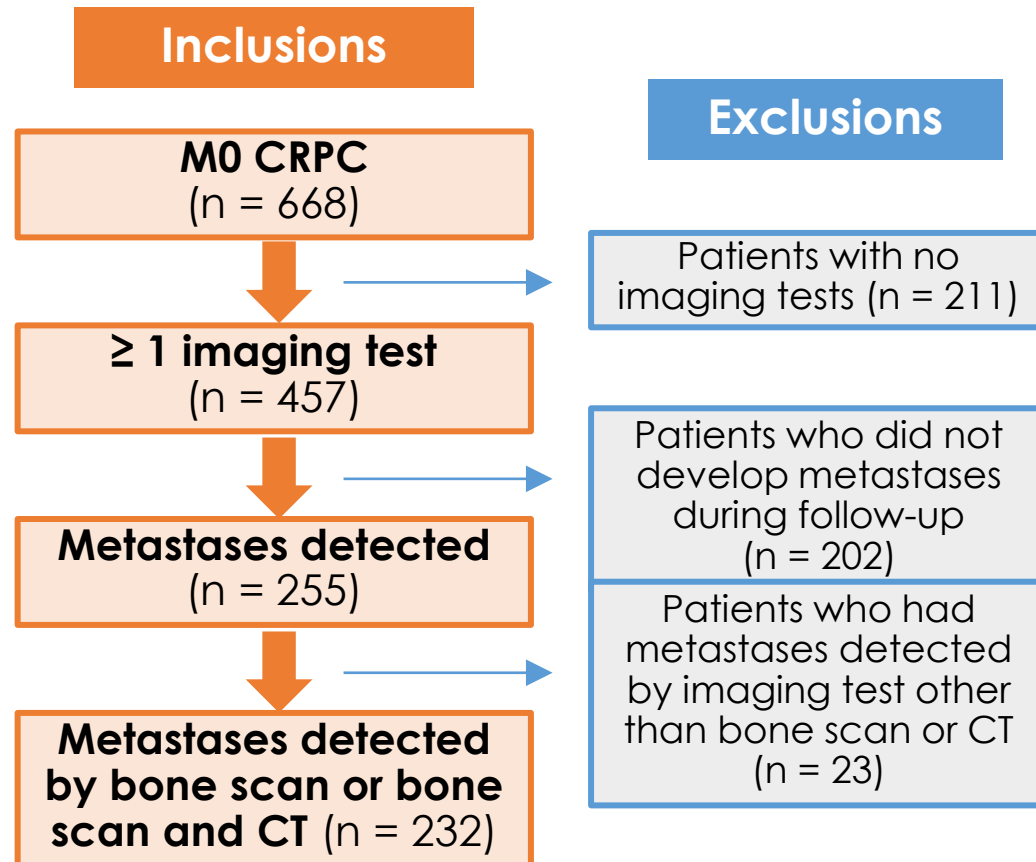 Inclusions
Exclusions
M0 CRPC
(n = 668)
Patients with no
imaging tests (n = 211)
≥ 1 imaging test
(n = 457)
Patients who did not
develop metastases
during follow-up
(n = 202)
Metastases detected
(n = 255)
Patients who had
metastases detected
by imaging test other
than bone scan or CT
(n = 23)
Metastases detected
by bone scan or bone
scan and CT (n = 232)